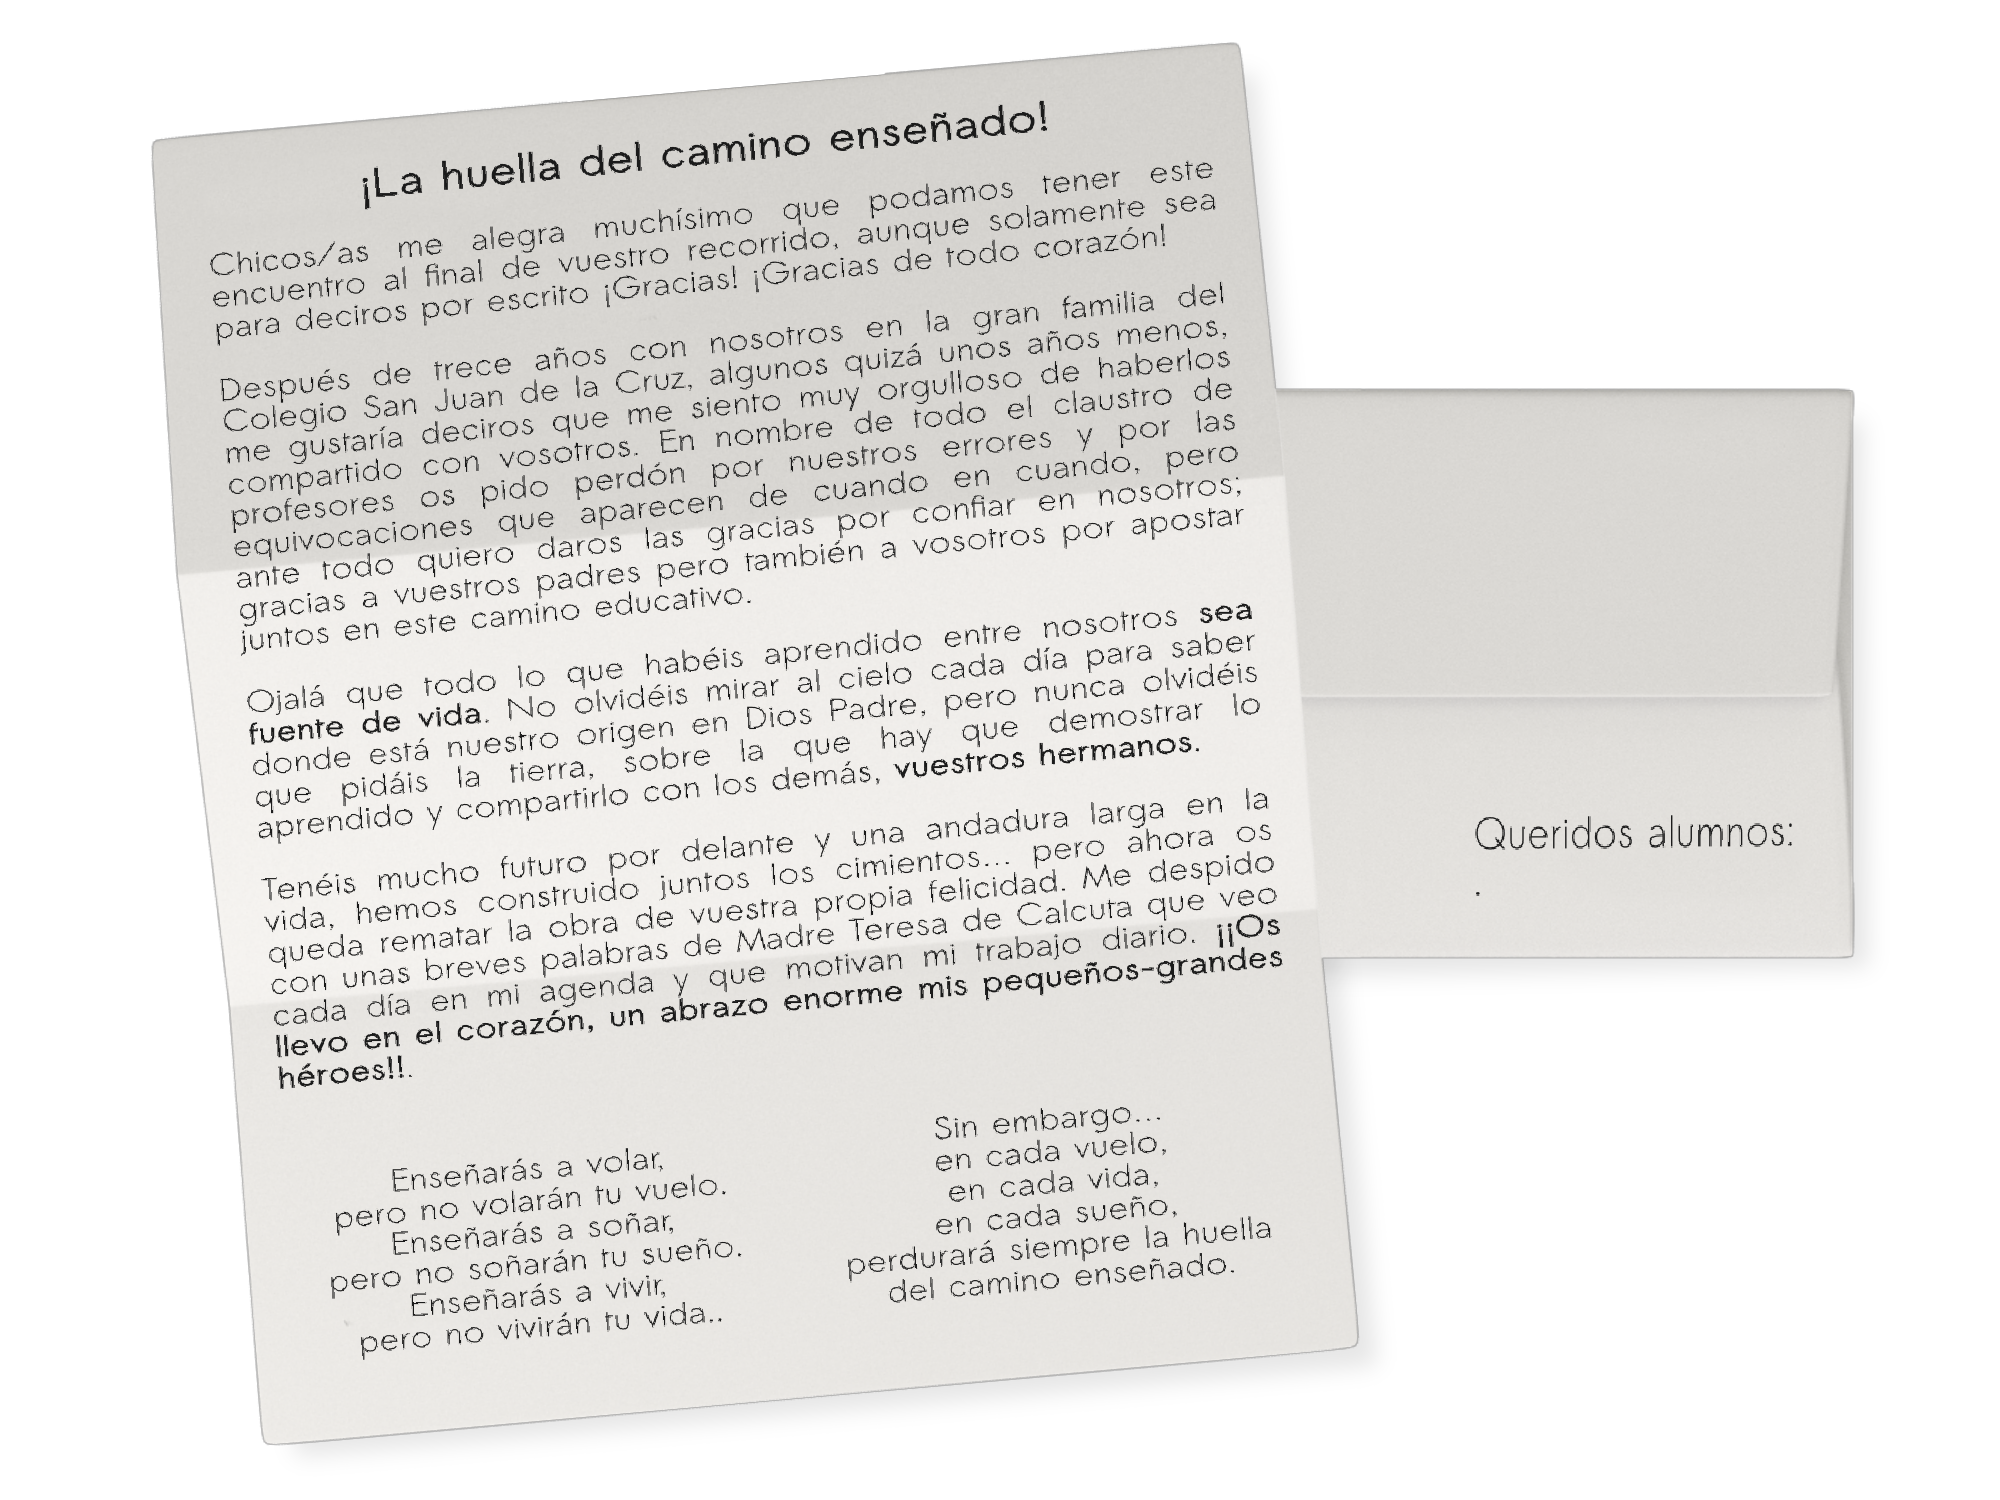 ¡La huella del camino enseñado!
Chicos/as me alegra muchísimo que podamos tener este
encuentro al final de vuestro recorrido, aunque solamente sea
para deciros por escrito ¡Gracias! ¡Gracias de todo corazón!
Después de trece años con nosotros en la gran familia del
Colegio San Juan de la Cruz, algunos quizá unos años menos,
me gustaría deciros que me siento muy orgulloso de haberlos
compartido con vosotros. En nombre de todo el claustro de
profesores os pido perdón por nuestros errores y por las
equivocaciones que aparecen de cuando en cuando, pero
ante todo quiero daros las gracias por confiar en nosotros;
gracias a vuestros padres pero también a vosotros por apostar
juntos en este camino educativo.
Ojalá que todo lo que habéis aprendido entre nosotros sea
fuente de vida. No olvidéis mirar al cielo cada día para saber
donde está nuestro origen en Dios Padre, pero nunca olvidéis
que pidáis la tierra, sobre la que hay que demostrar lo
aprendido y compartirlo con los demás, vuestros hermanos.
Tenéis mucho futuro por delante y una andadura larga en la
vida, hemos construido juntos los cimientos... pero ahora os
queda rematar la obra de vuestra propia felicidad. Me despido
con unas breves palabras de Madre Teresa de Calcuta que veo
cada día en mi agenda y que motivan mi trabajo diario. ¡¡Os
llevo en el corazón, un abrazo enorme mis pequeños-grandes
héroes!!.
Enseñarás a volar,
pero no volarán tu vuelo.
Enseñarás a soñar,
pero no soñarán tu sueño.
Enseñarás a vivir,
pero no vivirán tu vida..
Sin embargo...
en cada vuelo,
en cada vida,
en cada sueño,
perdurará siempre la huella
del camino enseñado.
Queridos alumnos:
.